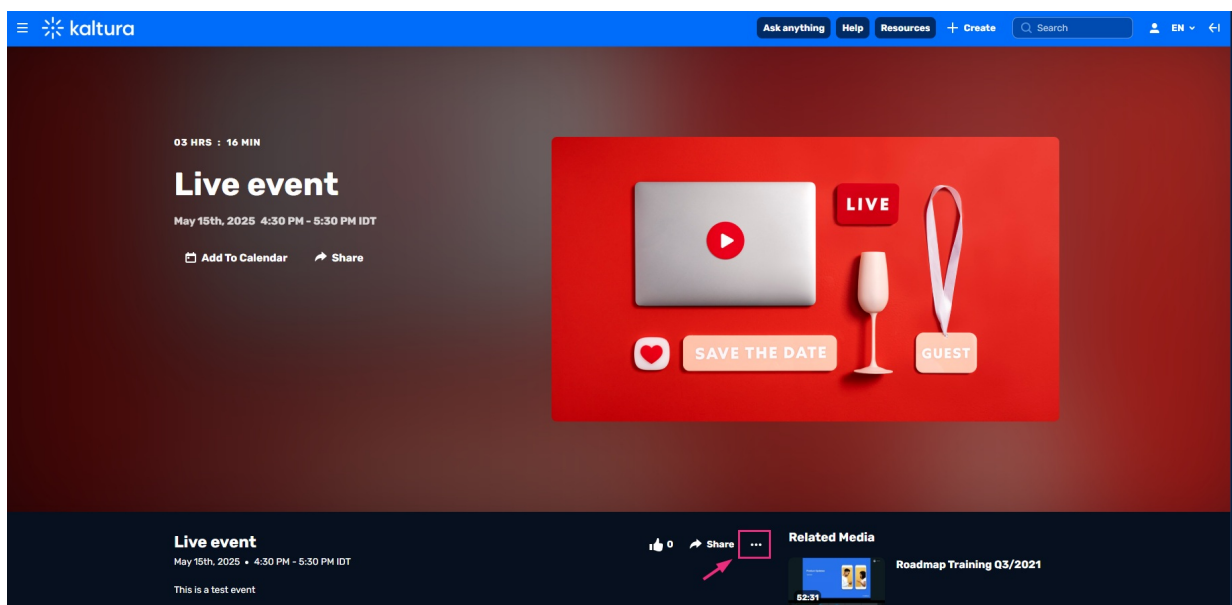 kaltura
Ask anything Help Resources + Create Search EN
03 HRS : 16 MIN
Live event
May 15th, 2025 4:30 PM - 5:30 PM IDT
Add To Calendar Share
LIVE
SAVE THE DATE
GUEST
Live event
May 15th, 2025 • 4:30 PM - 5:30 PM IDT
This is a test event
0 Share ...
Related Media
Roadmap Training Q3/2021
52:31